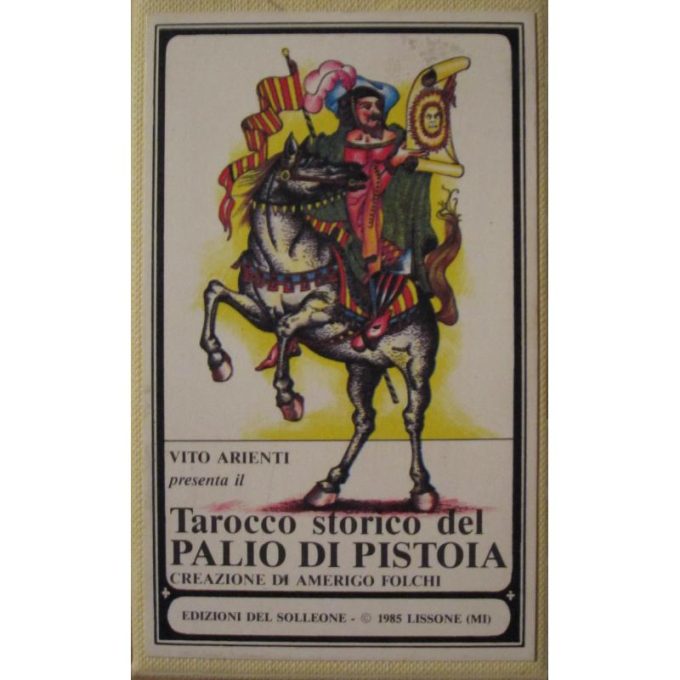 VITO ARIENTI
presenta il
Tarocco storico del
PALIO DI PISTOIA
CREAZIONE DI AMERIGO FOLCHI
EDIZIONI DEL SOLLEONE - © 1985 LISSONE (MI)